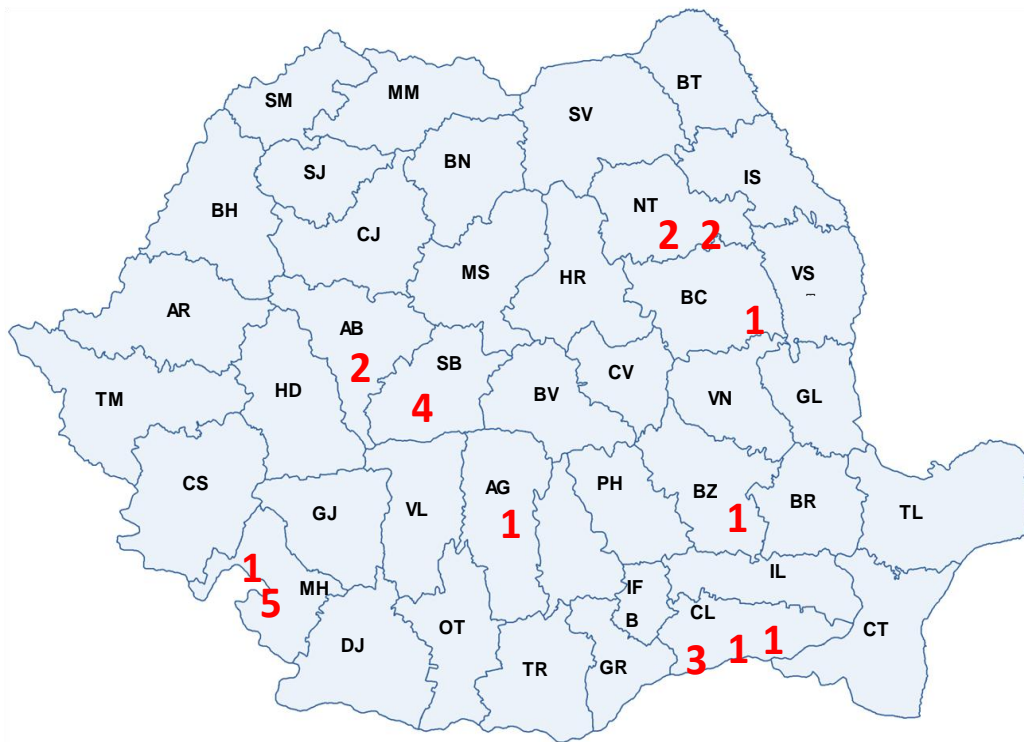 BT
MM
SM
SV
BN
SJ
IS
NT
BH
CJ
2 2
MS
HR
VS
BC
AR
1
AB
SB
2
CV
HD
BV
VN
GL
TM
4
CS
PH
AG
BZ
BR
VL
GJ
TL
1
1
1
IL
MH
IF
5
CL
B
OT
CT
DJ
1 1
3
TR
GR